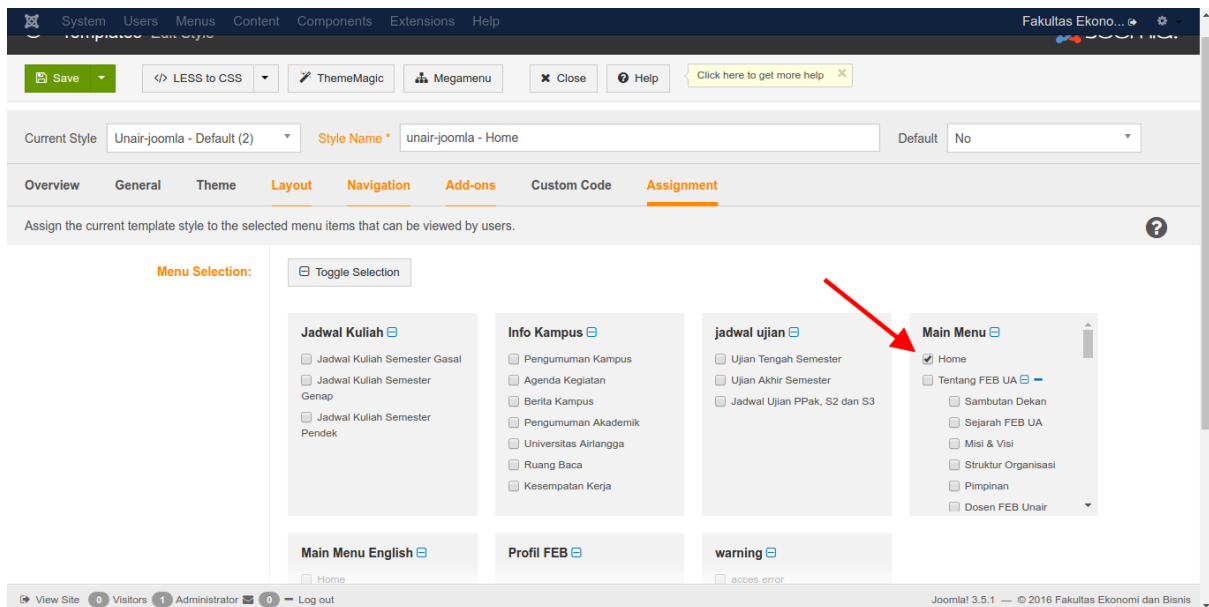 System Users Menus Content Components Extensions Help Fakultas Ekono...
Templates Edit Style Joomla!
Save LESS to CSS ThemeMagic Megamenu Close Help Click here to get more help
Current Style Unair-joomla - Default (2) Style Name * unair-joomla - Home Default No
Overview General Theme Layout Navigation Add-ons Custom Code Assignment
Assign the current template style to the selected menu items that can be viewed by users.
Menu Selection: Toggle Selection
Jadwal Kuliah
Jadwal Kuliah Semester Gasal
Jadwal Kuliah Semester
Genap
Jadwal Kuliah Semester
Pendek
Info Kampus
Pengumuman Kampus
Agenda Kegiatan
Berita Kampus
Pengumuman Akademik
Universitas Airlangga
Ruang Baca
Kesempatan Kerja
jadwal ujian
Ujian Tengah Semester
Ujian Akhir Semester
Jadwal Ujian PPak, S2 dan S3
Main Menu
Home
Tentang FEB UA
Sambutan Dekan
Sejarah FEB UA
Misi & Visi
Struktur Organisasi
Pimpinan
Dosen FEB Unair
Main Menu English
Home
Profil FEB
warning
acces error
View Site 0 Visitors 1 Administrator 0 Log out Joomla! 3.5.1 — © 2016 Fakultas Ekonomi dan Bisnis